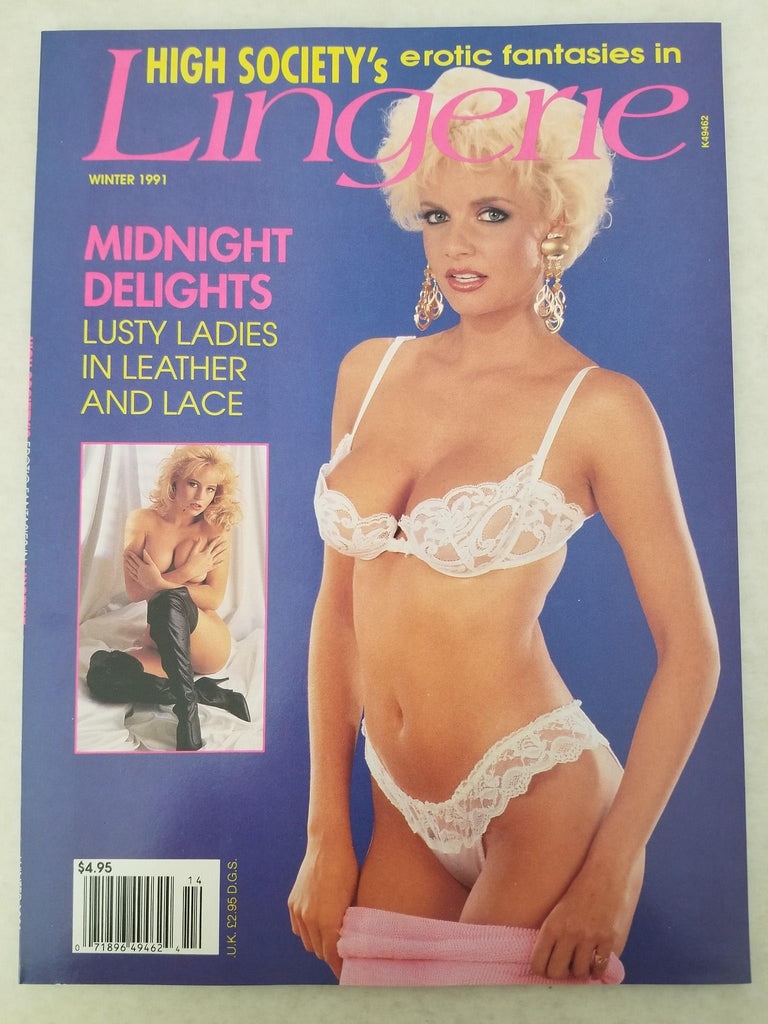 HIGH SOCIETY's erotic fantasies in
Lingerie
K49462
WINTER 1991
MIDNIGHT
DELIGHTS
LUSTY LADIES
IN LEATHER
AND LACE
$4.95
14
0 71896 49462 4
U.K. £2.95 D.G.S.